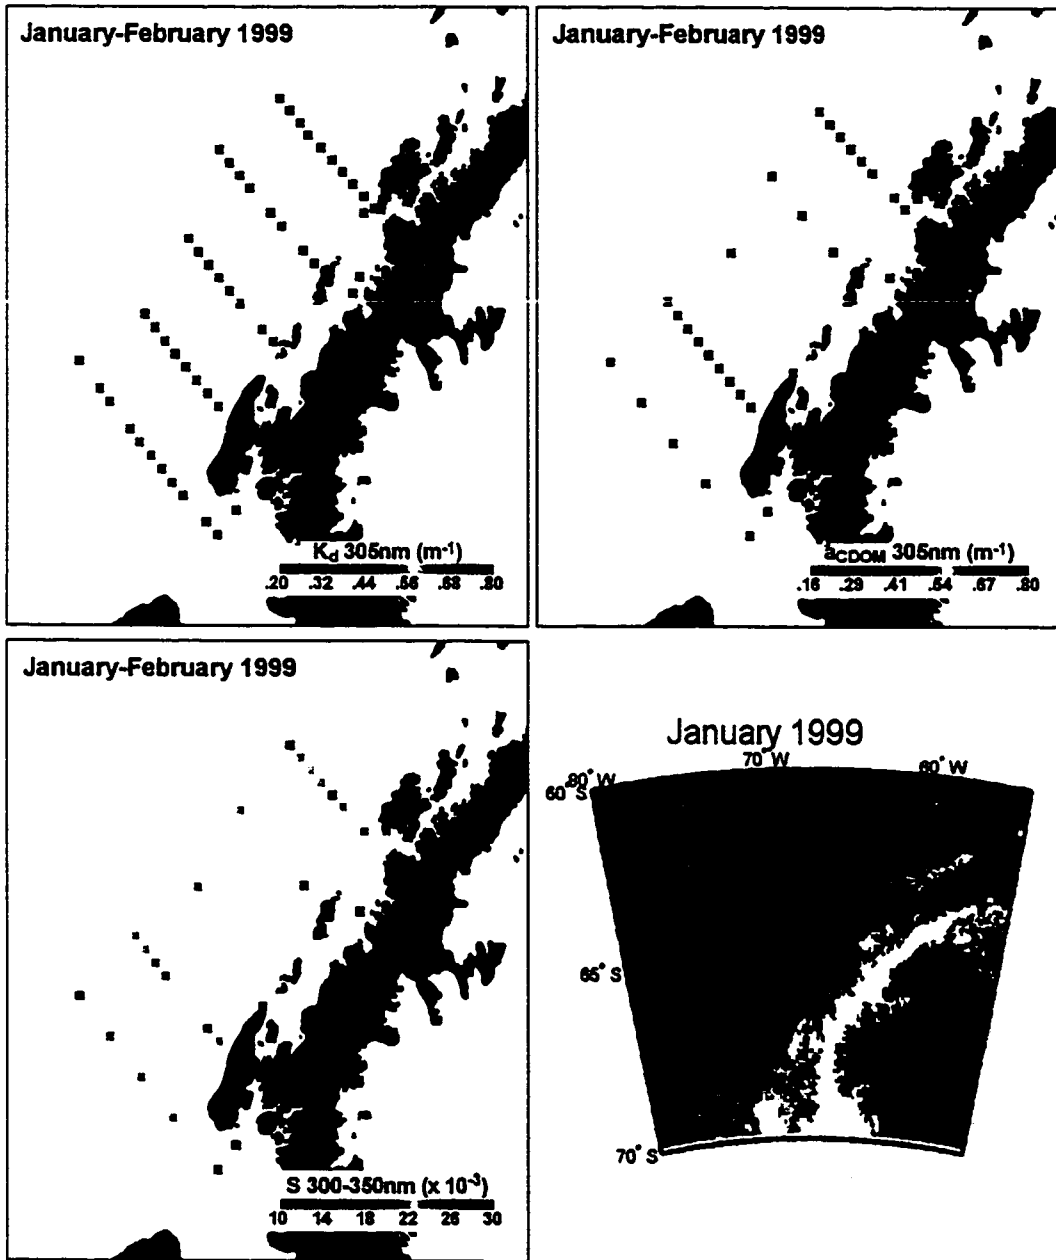 January-February 1999
K_d 305nm (m⁻¹)
.20 .32 .44 .56 .68 .80
January-February 1999
a_CDOM 305nm (m⁻¹)
.16 .29 .41 .54 .67 .80
January-February 1999
S 300-350nm (x 10⁻³)
10 14 18 22 26 30
January 1999
80° W
70° W
60° W
60° S
65° S
70° S